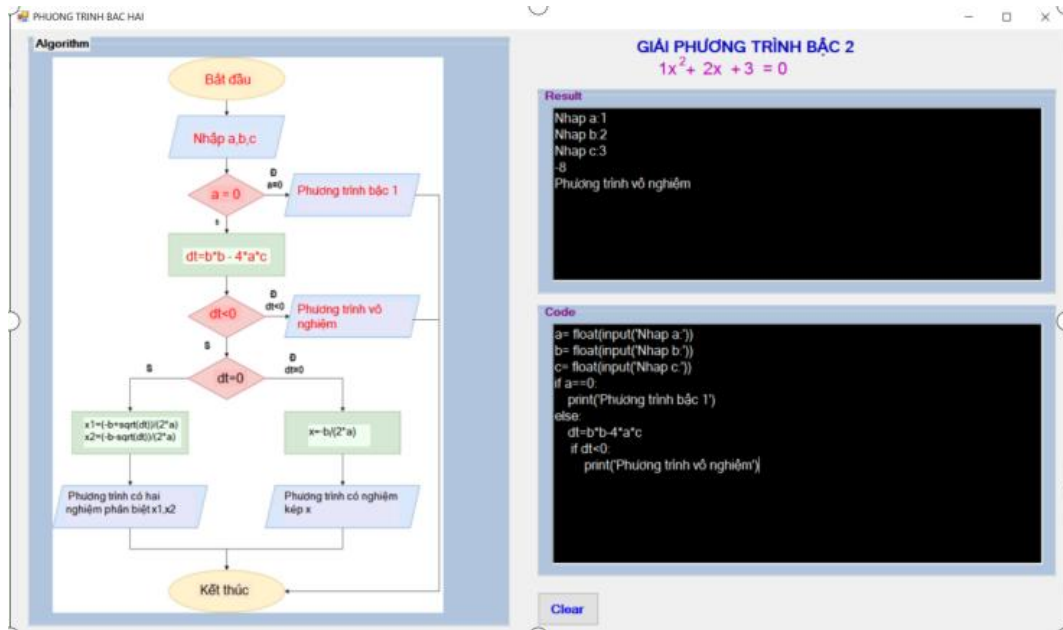 PHUONG TRINH BAC HAI
Algorithm
Bắt đầu
Nhập a,b,c
a = 0
Đ
a=0
Phương trình bậc 1
s
dt=b*b - 4*a*c
dt<0
Đ
dt<0
Phương trình vô
nghiệm
S
dt=0
S
Đ
dt=0
x1=(-b+sqrt(dt))/(2*a)
x2=(-b-sqrt(dt))/(2*a)
x=-b/(2*a)
Phương trình có hai
nghiệm phân biệt x1,x2
Phương trình có nghiệm
kép x
Kết thúc
GIẢI PHƯƠNG TRÌNH BẬC 2
1x²+ 2x +3 = 0
Result
Nhap a:1
Nhap b:2
Nhap c:3
-8
Phương trình vô nghiệm
Code
a= float(input('Nhap a:'))
b= float(input('Nhap b:'))
c= float(input('Nhap c:'))
if a==0:
print('Phương trình bậc 1')
else:
dt=b*b-4*a*c
if dt<0:
print('Phương trình vô nghiệm')
Clear